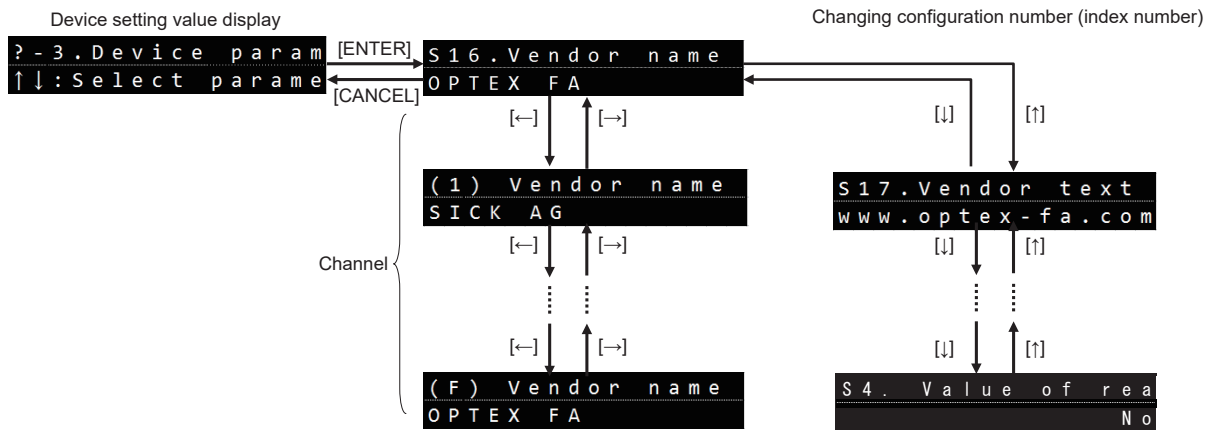 Device setting value display
Changing configuration number (index number)
?-3.Device param
↑↓:Select parame
[ENTER]
[CANCEL]
S16.Vendor name
OPTEX FA
[←]
[→]
[↓]
[↑]
(1) Vendor name
SICK AG
S17.Vendor text
www.optex-fa.com
[←]
[→]
[↓]
[↑]
Channel
[←]
[→]
[↓]
[↑]
(F) Vendor name
OPTEX FA
S4. Value of rea
No